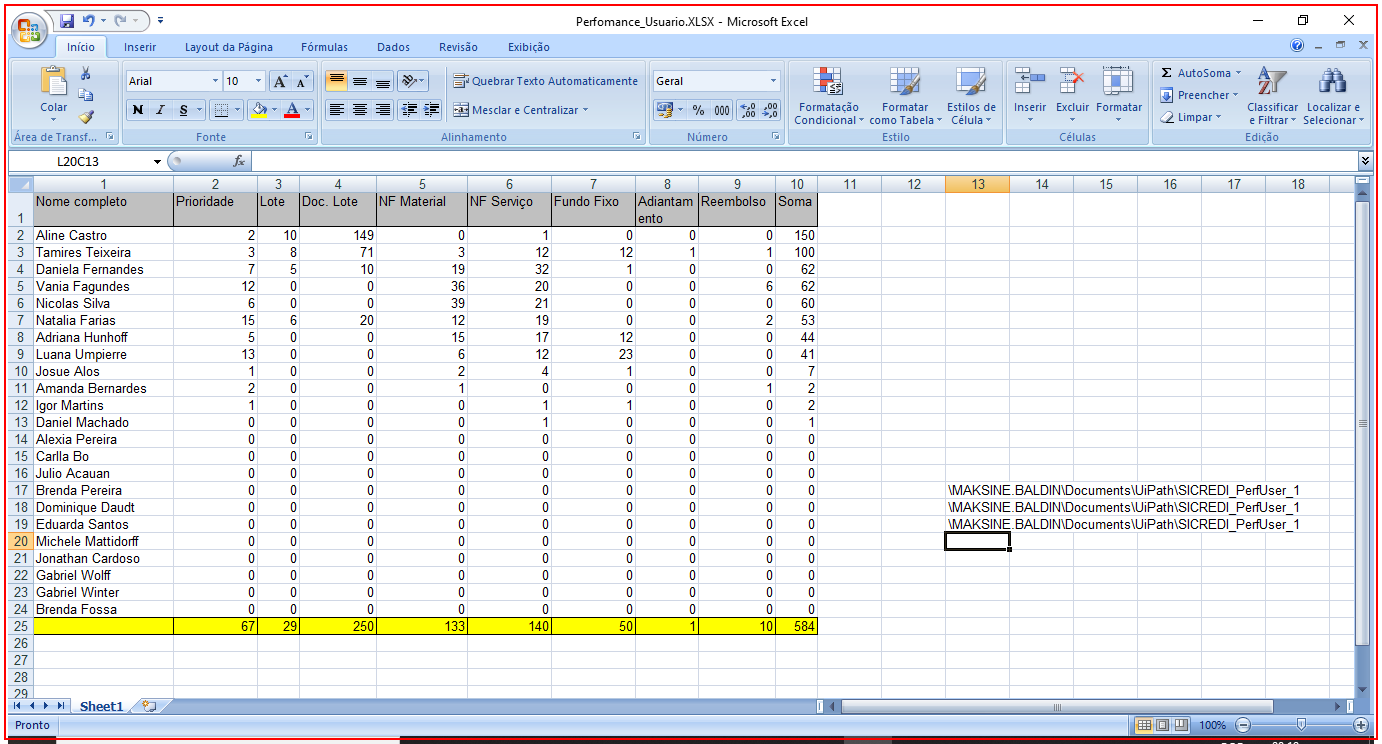 Perfomance_Usuario.XLSX - Microsoft Excel
Início Inserir Layout da Página Fórmulas Dados Revisão Exibição
Colar
Área de Transf...
Arial 10
N I S
Fonte
Quebrar Texto Automaticamente
Mesclar e Centralizar
Alinhamento
Geral
% 000
Número
Formatação Condicional
Formatar como Tabela
Estilos de Célula
Estilo
Inserir Excluir Formatar
Células
Σ AutoSoma
Preencher
Limpar
Classificar e Filtrar
Localizar e Selecionar
Edição
L20C13 fx
1 2 3 4 5 6 7 8 9 10 11 12 13 14 15 16 17 18
1 Nome completo Prioridade Lote Doc. Lote NF Material NF Serviço Fundo Fixo Adiantamento Reembolso Soma
2 Aline Castro 2 10 149 0 1 0 0 0 150
3 Tamires Teixeira 3 8 71 3 12 12 1 1 100
4 Daniela Fernandes 7 5 10 19 32 1 0 0 62
5 Vania Fagundes 12 0 0 36 20 0 0 6 62
6 Nicolas Silva 6 0 0 39 21 0 0 0 60
7 Natalia Farias 15 6 20 12 19 0 0 2 53
8 Adriana Hunhoff 5 0 0 15 17 12 0 0 44
9 Luana Umpierre 13 0 0 6 12 23 0 0 41
10 Josue Alos 1 0 0 2 4 1 0 0 7
11 Amanda Bernardes 2 0 0 1 0 0 0 1 2
12 Igor Martins 1 0 0 0 1 1 0 0 2
13 Daniel Machado 0 0 0 0 1 0 0 0 1
14 Alexia Pereira 0 0 0 0 0 0 0 0 0
15 Carlla Bo 0 0 0 0 0 0 0 0 0
16 Julio Acauan 0 0 0 0 0 0 0 0 0
17 Brenda Pereira 0 0 0 0 0 0 0 0 0 \MAKSINE.BALDIN\Documents\UiPath\SICREDI_PerfUser_1
18 Dominique Daudt 0 0 0 0 0 0 0 0 0 \MAKSINE.BALDIN\Documents\UiPath\SICREDI_PerfUser_1
19 Eduarda Santos 0 0 0 0 0 0 0 0 0 \MAKSINE.BALDIN\Documents\UiPath\SICREDI_PerfUser_1
20 Michele Mattidorff 0 0 0 0 0 0 0 0 0
21 Jonathan Cardoso 0 0 0 0 0 0 0 0 0
22 Gabriel Wolff 0 0 0 0 0 0 0 0 0
23 Gabriel Winter 0 0 0 0 0 0 0 0 0
24 Brenda Fossa 0 0 0 0 0 0 0 0 0
25 67 29 250 133 140 50 1 10 584
26
27
28
29
Sheet1
Pronto 100%